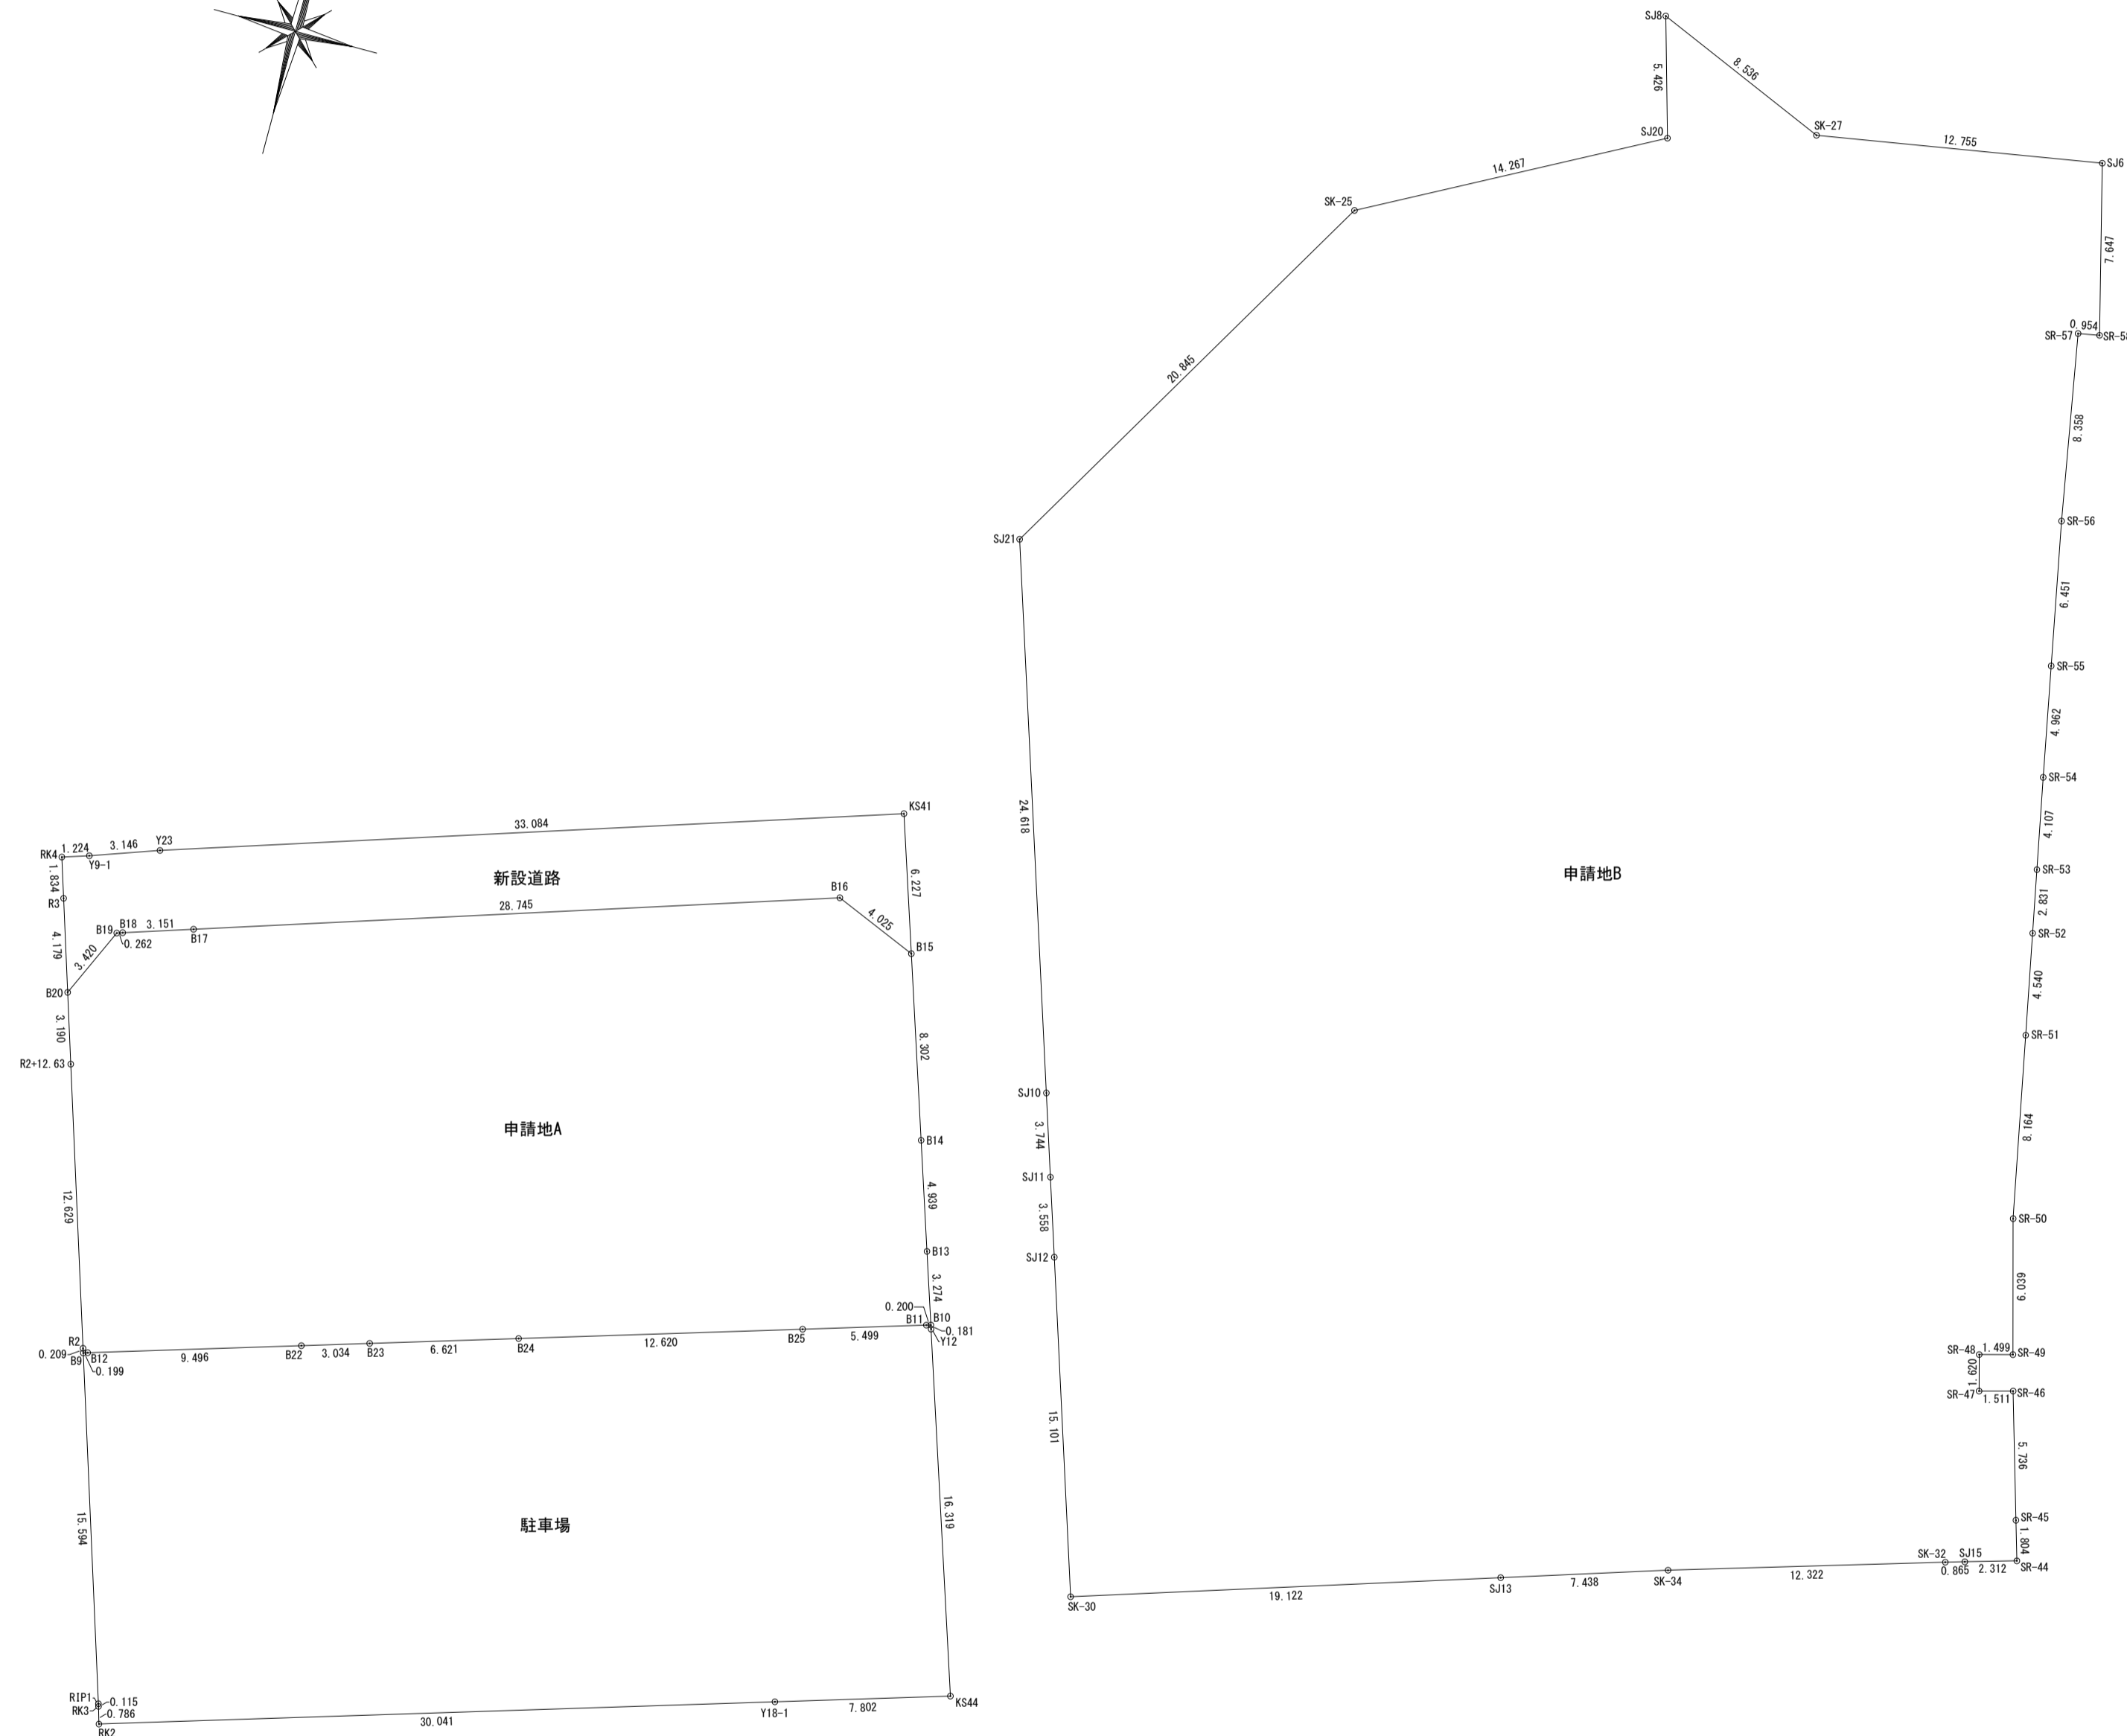 SJ8
8.536
5.426
SJ20
SK-27
12.755
SJ6
14.267
SK-25
7.647
0.954
SR-57
SR-58
20.845
8.358
SR-56
SJ21
6.451
SR-55
4.962
SR-54
24.618
4.107
SR-53
申請地B
2.831
SR-52
4.540
SR-51
SJ10
3.744
8.164
SJ11
3.558
SR-50
SJ12
6.039
SR-48
1.499
SR-49
1.620
SR-47
1.511
SR-46
15.101
5.736
SR-45
1.804
SR-44
SK-32
SJ15
0.865
2.312
12.322
SK-34
7.438
SJ13
19.122
SK-30
KS41
33.084
Y23
3.146
1.224
RK4
Y9-1
1.834
R3
新設道路
6.227
B16
28.745
4.025
B19
B18
3.151
0.262
B17
B15
4.179
3.420
B20
3.190
R2+12.63
8.302
申請地A
B14
12.629
4.939
B13
3.274
0.200
B11
B10
0.181
Y12
R2
0.209
B9
B12
0.199
9.496
B22
3.034
B23
6.621
B24
12.620
B25
5.499
駐車場
15.594
16.319
RIP1
0.115
RK3
0.786
RK2
30.041
Y18-1
7.802
KS44